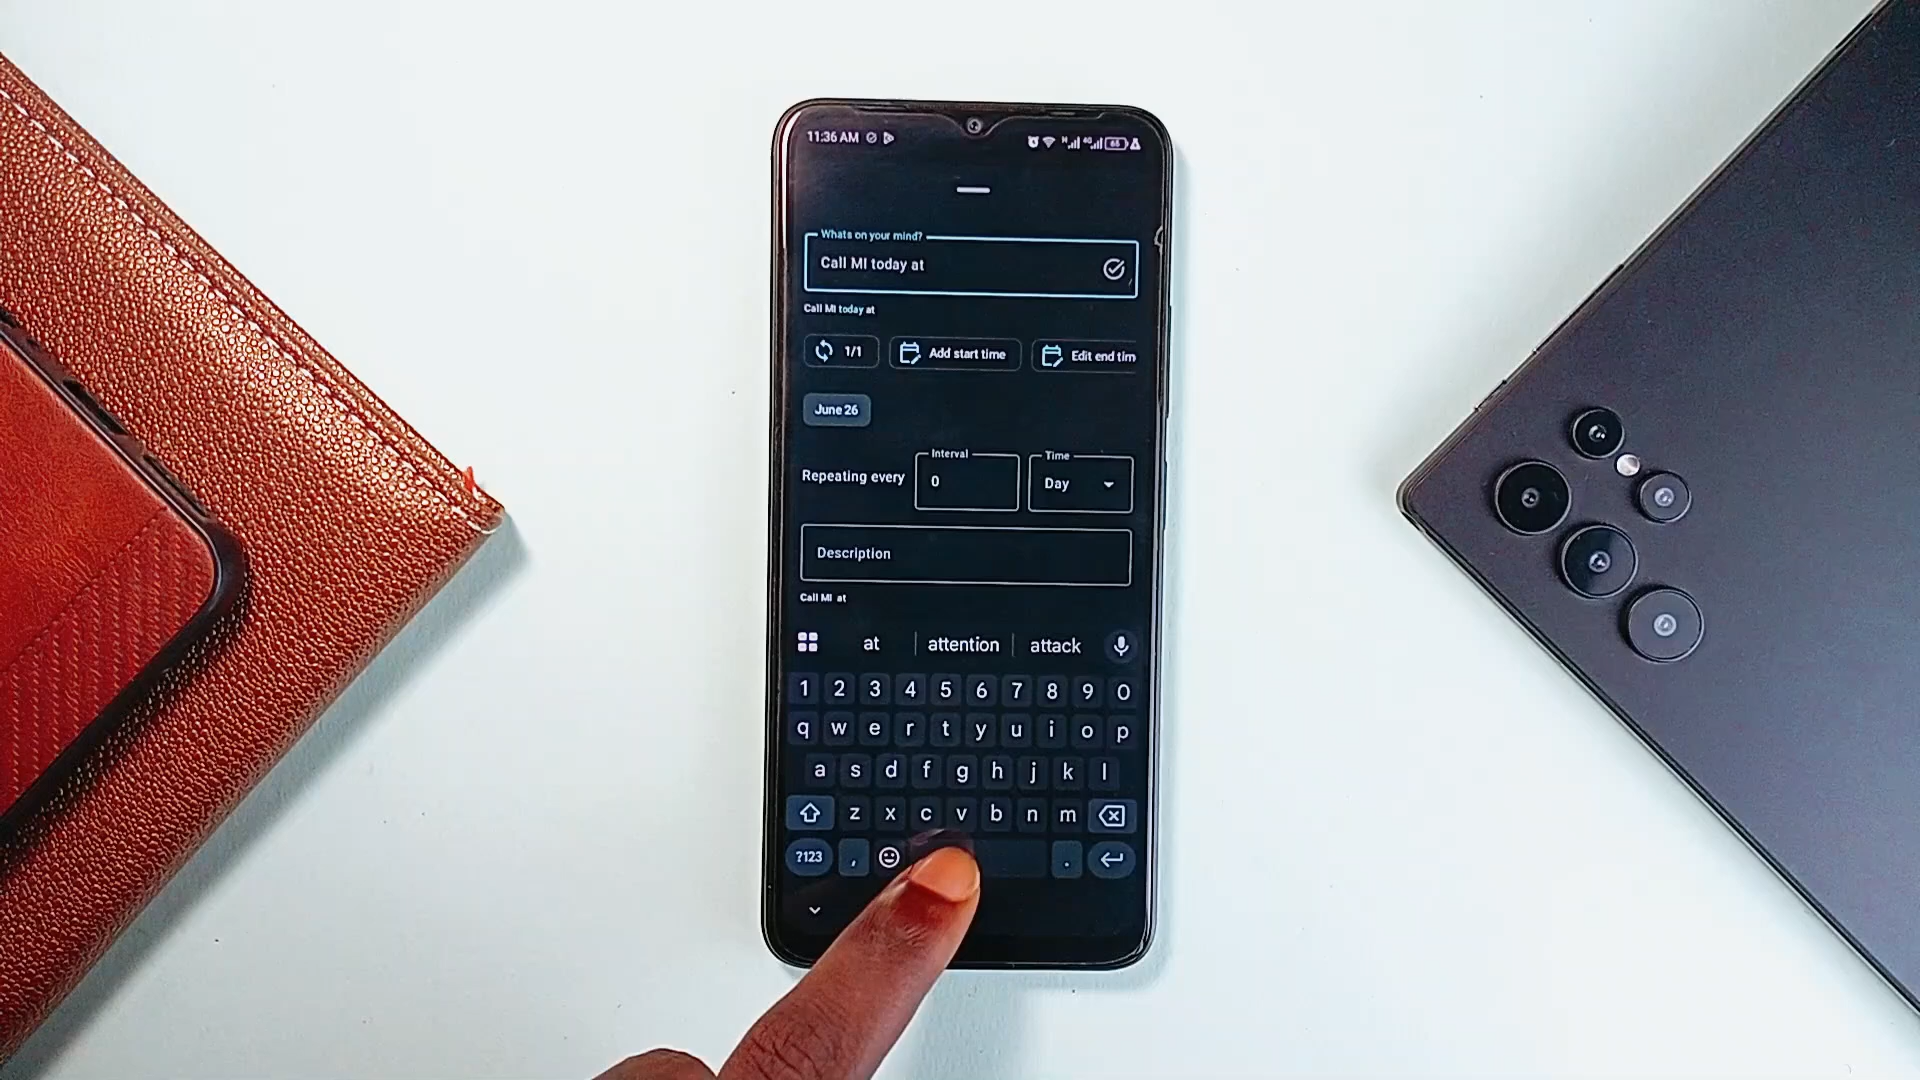 11:36 AM
4G 65
Whats on your mind?
Call MI today at
Call MI today at
1/1 Add start time Edit end tim
June 26
Repeating every Interval 0 Time Day
Description
Call MI at
at attention attack
1 2 3 4 5 6 7 8 9 0
q w e r t y u i o p
a s d f g h j k l
z x c v b n m
?123 , .